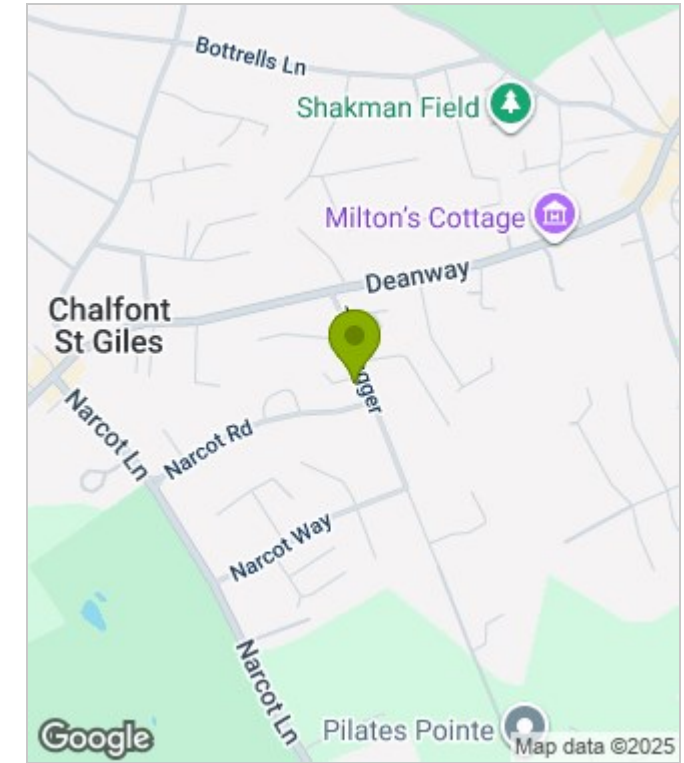 Bottrells Ln
Shakman Field
Milton's Cottage
Deanway
Chalfont
St Giles
Narcot Ln
Narcot Rd
Narcot Way
Narcot Ln
Pilates Pointe
Google
Map data ©2025